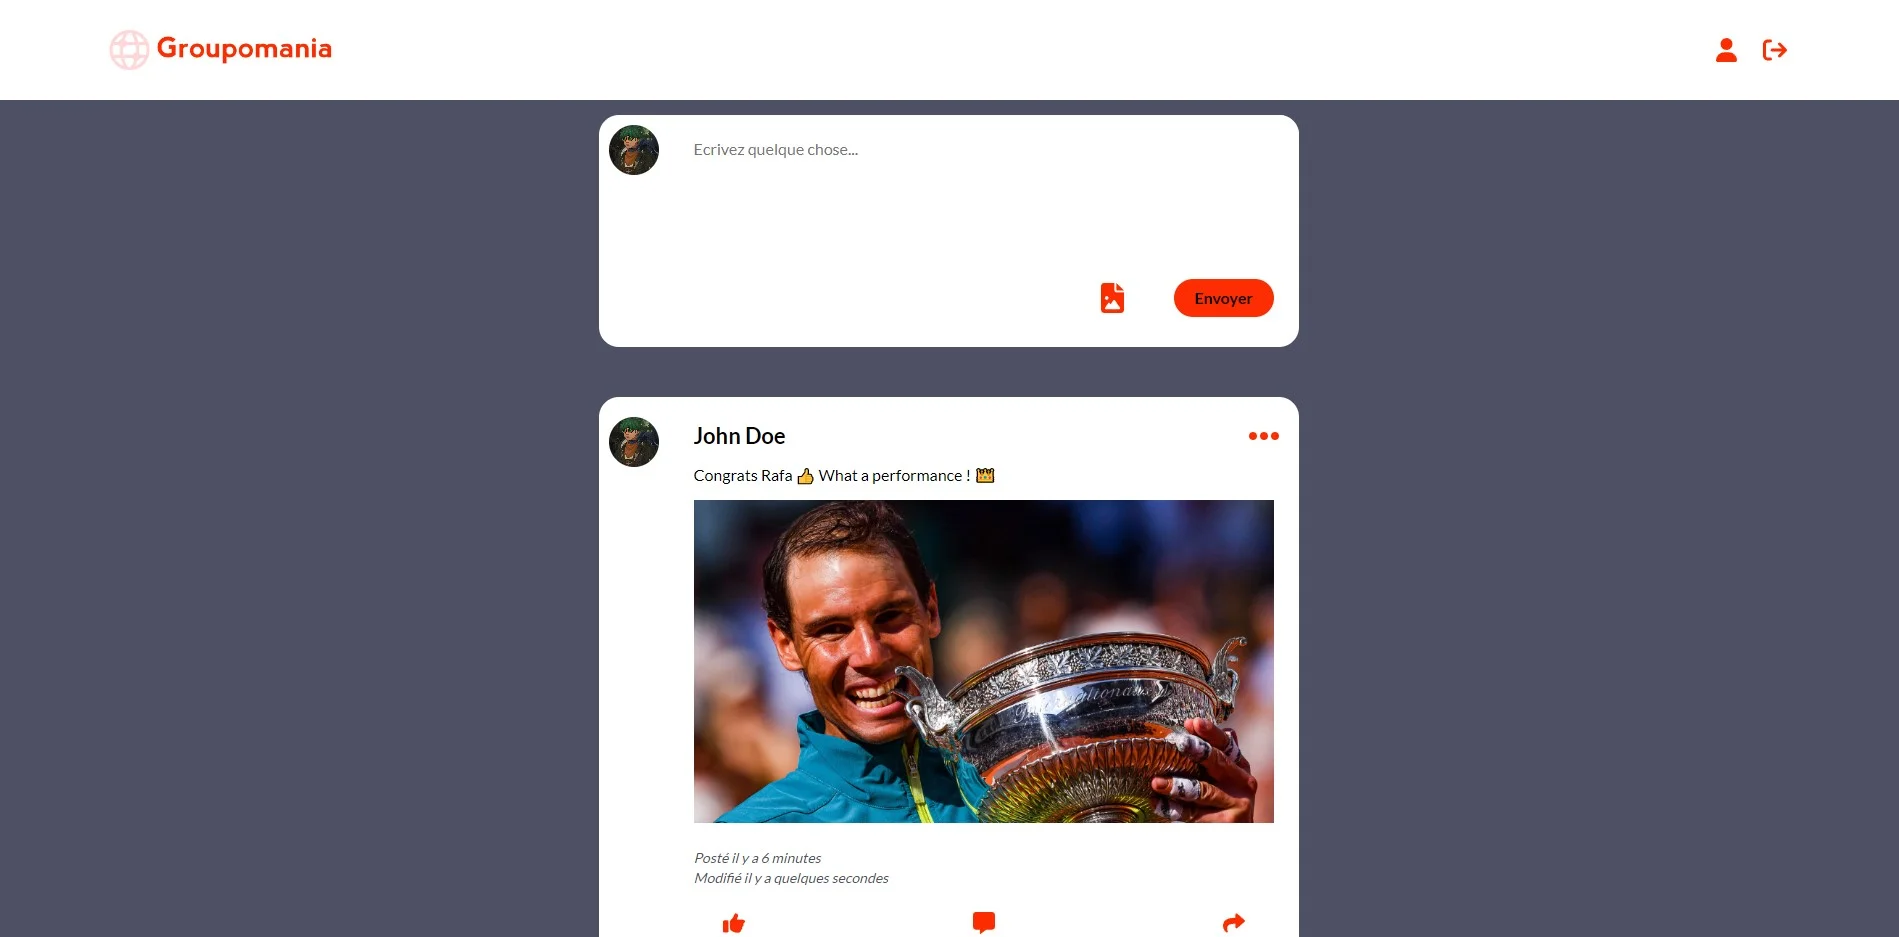 Groupomania
Ecrivez quelque chose...
Envoyer
John Doe
Congrats Rafa 👍 What a performance ! 👑
Posté il y a 6 minutes
Modifié il y a quelques secondes